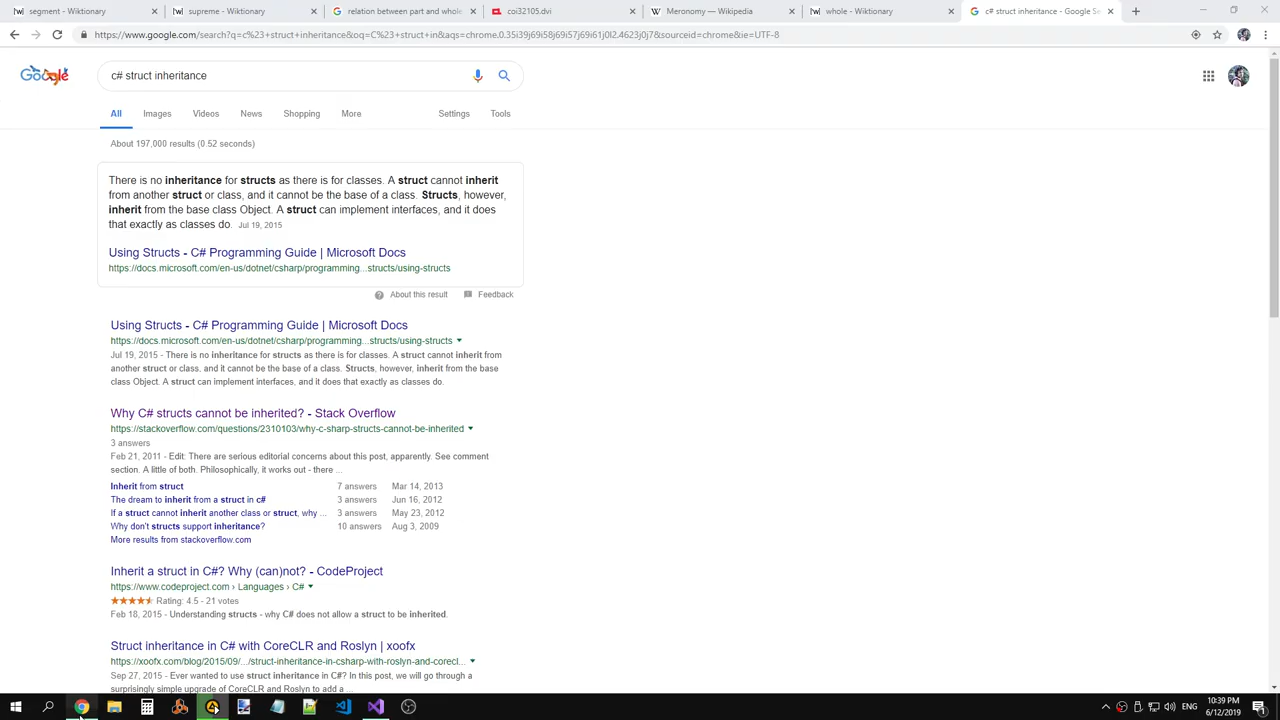 segment - Wiktionary
supreme - Wiktionary
relation between part and whole
coi32105.dvi
Meronomy – Wikipedia
whole - Wiktionary
c# struct inheritance - Google Se
https://www.google.com/search?q=c%23+struct+inheritance&oq=C%23+struct+in&aqs=chrome.0.35i39j69i58j69i57j69i61j0l2.4623j0j7&sourceid=chrome&ie=UTF-8
Google
c# struct inheritance
All Images Videos News Shopping More Settings Tools
About 197,000 results (0.52 seconds)
There is no inheritance for structs as there is for classes. A struct cannot inherit
from another struct or class, and it cannot be the base of a class. Structs, however,
inherit from the base class Object. A struct can implement interfaces, and it does
that exactly as classes do. Jul 19, 2015
Using Structs - C# Programming Guide | Microsoft Docs
https://docs.microsoft.com/en-us/dotnet/csharp/programming...structs/using-structs
About this result Feedback
Using Structs - C# Programming Guide | Microsoft Docs
https://docs.microsoft.com/en-us/dotnet/csharp/programming...structs/using-structs
Jul 19, 2015 - There is no inheritance for structs as there is for classes. A struct cannot inherit from
another struct or class, and it cannot be the base of a class. Structs, however, inherit from the base
class Object. A struct can implement interfaces, and it does that exactly as classes do.
Why C# structs cannot be inherited? - Stack Overflow
https://stackoverflow.com/questions/2310103/why-c-sharp-structs-cannot-be-inherited
3 answers
Feb 21, 2011 - Edit: There are serious editorial concerns about this post, apparently. See comment
section. A little of both. Philosophically, it works out - there ...
Inherit from struct 7 answers Mar 14, 2013
The dream to inherit from a struct in c# 3 answers Jun 16, 2012
If a struct cannot inherit another class or struct, why ... 3 answers May 23, 2012
Why don't structs support inheritance? 10 answers Aug 3, 2009
More results from stackoverflow.com
Inherit a struct in C#? Why (can)not? - CodeProject
https://www.codeproject.com › Languages › C#
Rating: 4.5 - 21 votes
Feb 18, 2015 - Understanding structs - why C# does not allow a struct to be inherited.
Struct inheritance in C# with CoreCLR and Roslyn | xoofx
https://xoofx.com/blog/2015/09/.../struct-inheritance-in-csharp-with-roslyn-and-corecl...
Sep 27, 2015 - Ever wanted to use struct inheritance in C#? In this post, we will go through a
surprisingly simple upgrade of CoreCLR and Roslyn to add a ...
ENG
10:39 PM
6/12/2019